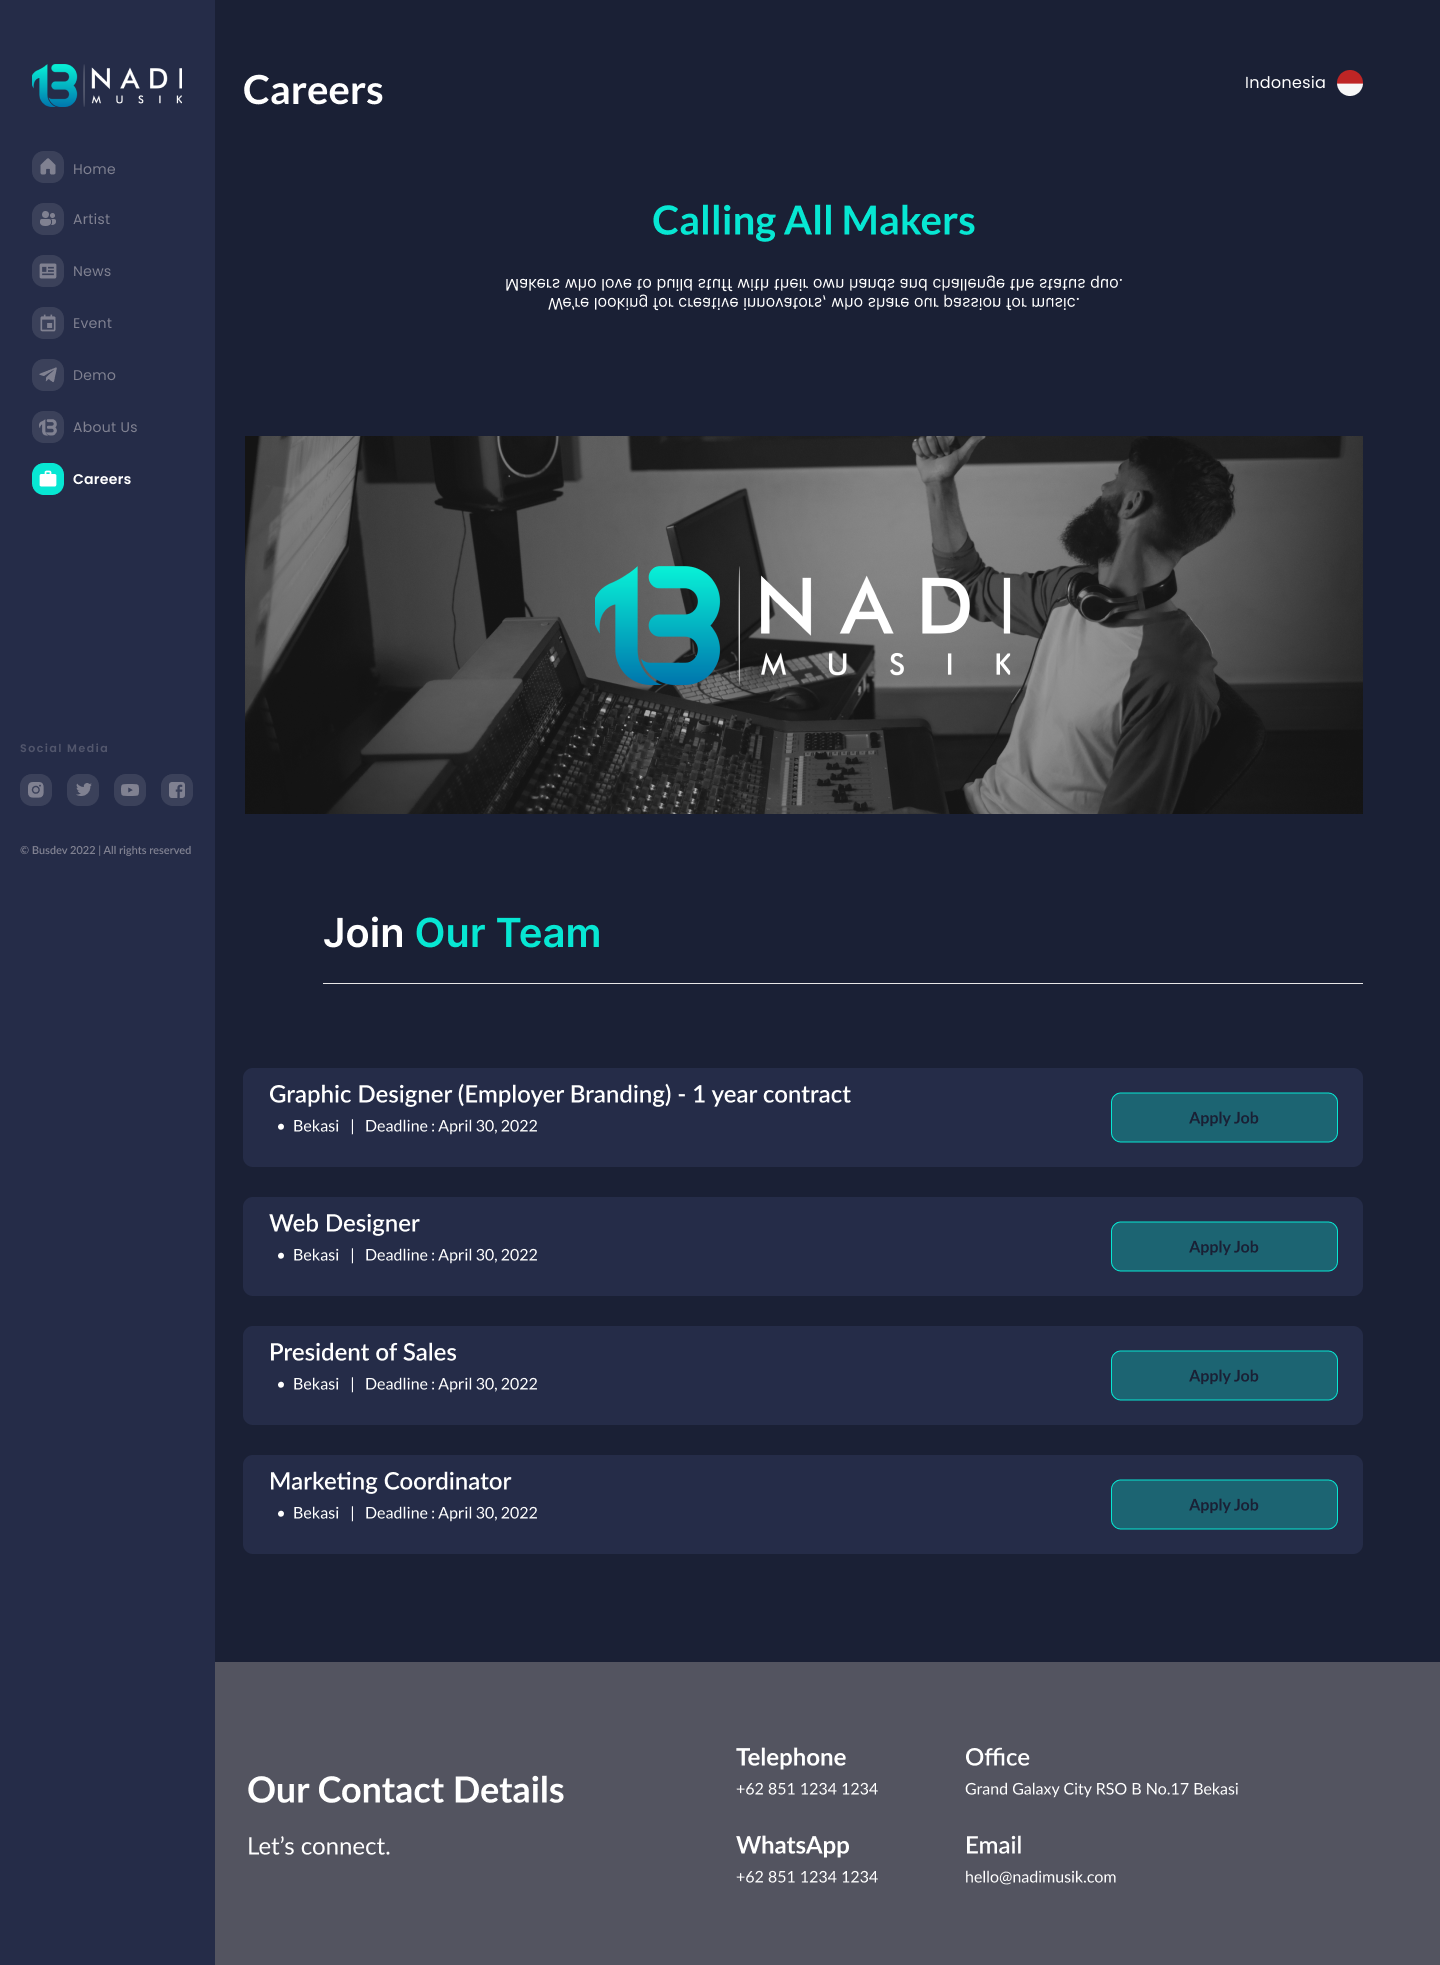 NADI
MUSIK
Home
Artist
News
Event
Demo
About Us
Careers
Social Media
© Busdev 2022 | All rights reserved
Careers
Indonesia
Calling All Makers
Makers who love to build stuff with their own hands and challenge the status quo.
We're looking for creative innovators, who share our passion for music.
NADI
MUSIK
Join Our Team
Graphic Designer (Employer Branding) - 1 year contract
• Bekasi | Deadline : April 30, 2022
Apply Job
Web Designer
• Bekasi | Deadline : April 30, 2022
Apply Job
President of Sales
• Bekasi | Deadline : April 30, 2022
Apply Job
Marketing Coordinator
• Bekasi | Deadline : April 30, 2022
Apply Job
Our Contact Details
Let's connect.
Telephone
+62 851 1234 1234
WhatsApp
+62 851 1234 1234
Office
Grand Galaxy City RSO B No.17 Bekasi
Email
hello@nadimusik.com